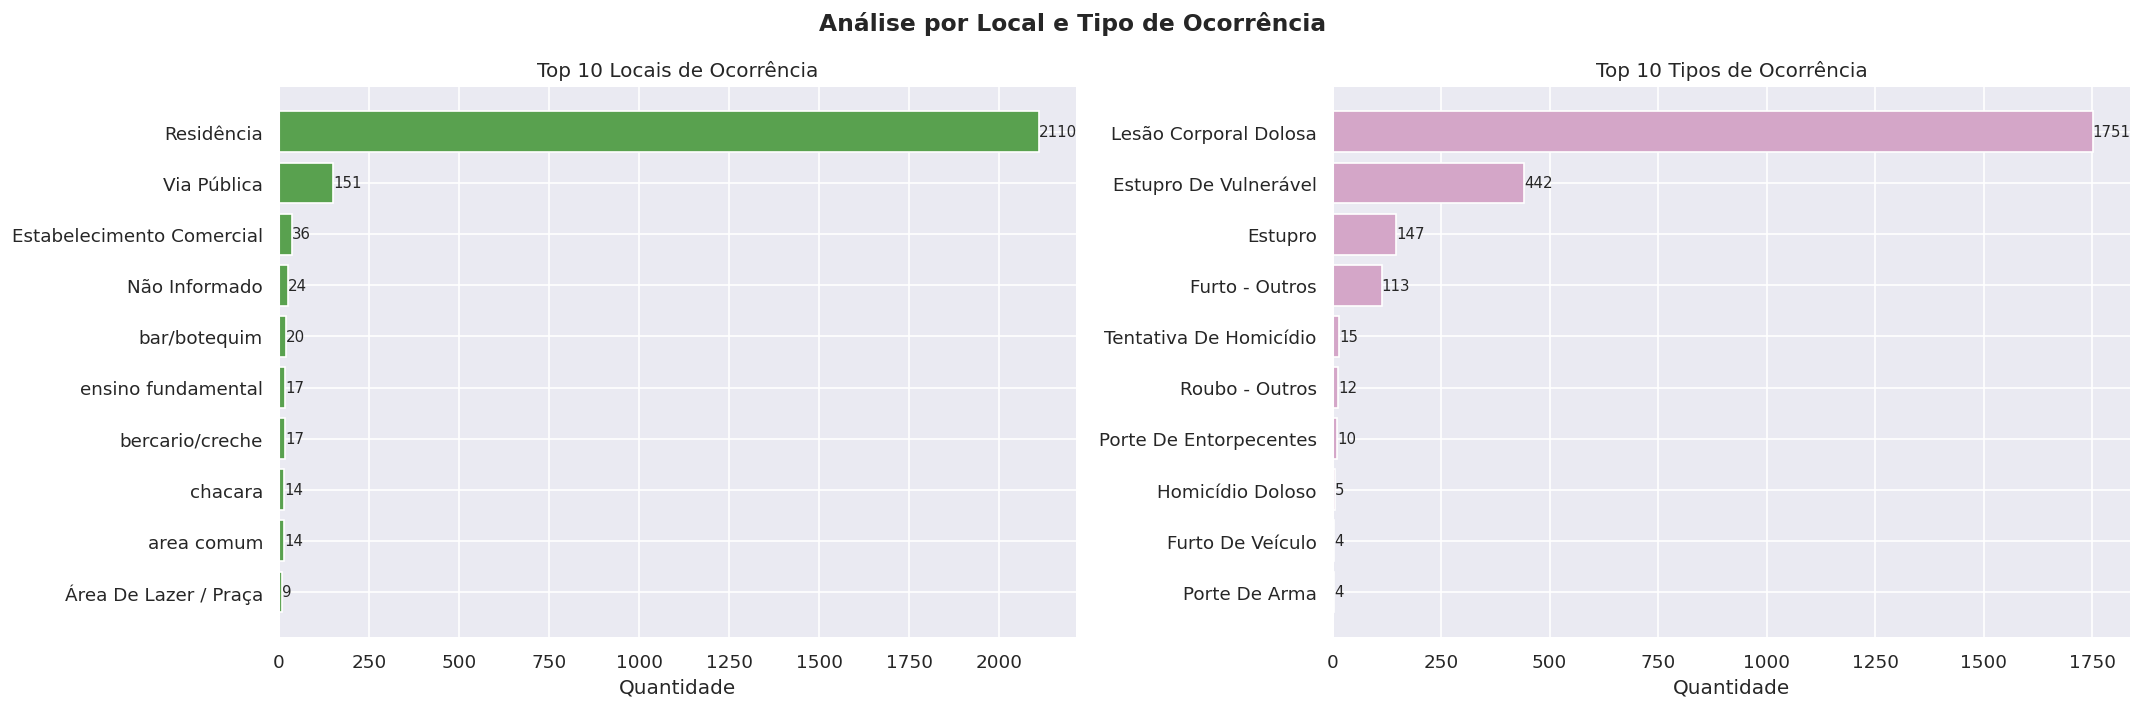 Análise por Local e Tipo de Ocorrência
Top 10 Locais de Ocorrência
Residência 2110
Via Pública 151
Estabelecimento Comercial 36
Não Informado 24
bar/botequim 20
ensino fundamental 17
bercario/creche 17
chacara 14
area comum 14
Área De Lazer / Praça 9
0 250 500 750 1000 1250 1500 1750 2000
Quantidade
Top 10 Tipos de Ocorrência
Lesão Corporal Dolosa 1751
Estupro De Vulnerável 442
Estupro 147
Furto - Outros 113
Tentativa De Homicídio 15
Roubo - Outros 12
Porte De Entorpecentes 10
Homicídio Doloso 5
Furto De Veículo 4
Porte De Arma 4
0 250 500 750 1000 1250 1500 1750
Quantidade